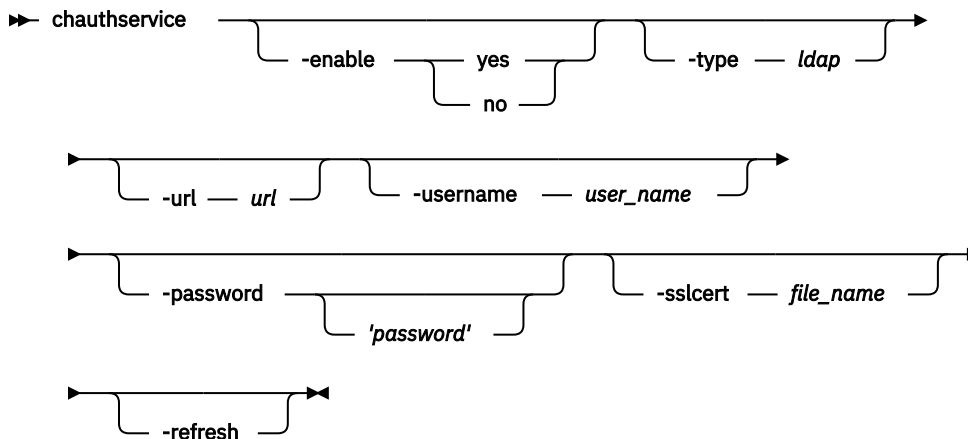 chauthservice
-enable yes -type ldap
no
-url url -username user_name
-password -sslcert file_name
'password'
-refresh